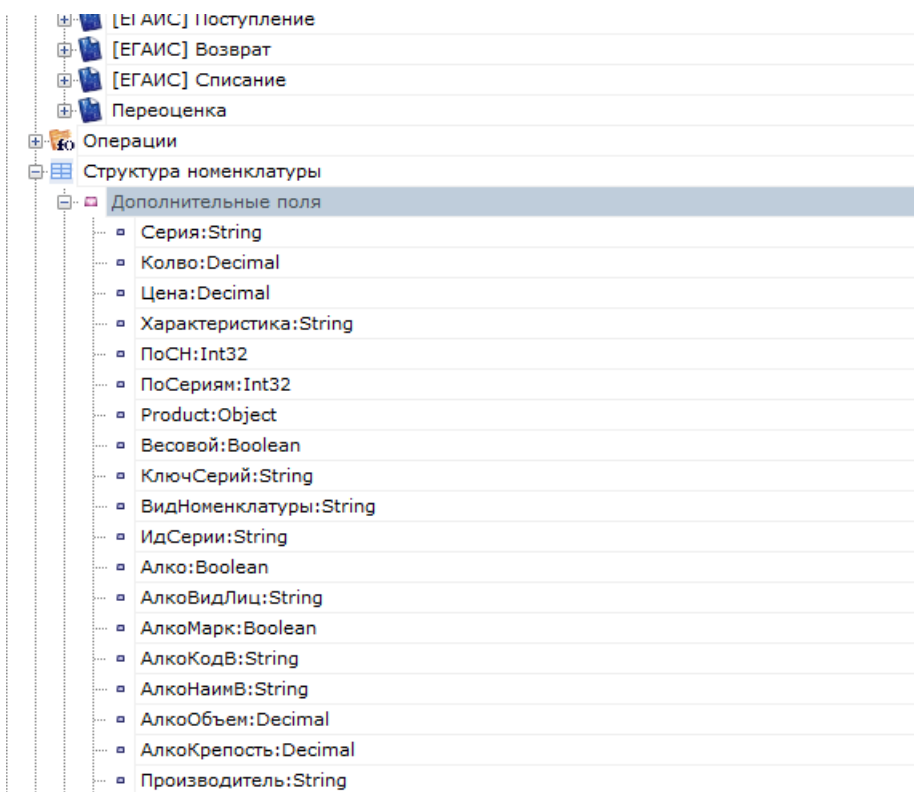 [ЕГАИС] Поступление
[ЕГАИС] Возврат
[ЕГАИС] Списание
Переоценка
Операции
Структура номенклатуры
Дополнительные поля
Серия:String
Колво:Decimal
Цена:Decimal
Характеристика:String
ПоСН:Int32
ПоСериям:Int32
Product:Object
Весовой:Boolean
КлючСерий:String
ВидНоменклатуры:String
ИдСерии:String
Алко:Boolean
АлкоВидЛиц:String
АлкоМарк:Boolean
АлкоКодВ:String
АлкоНаимВ:String
АлкоОбъем:Decimal
АлкоКрепость:Decimal
Производитель:String